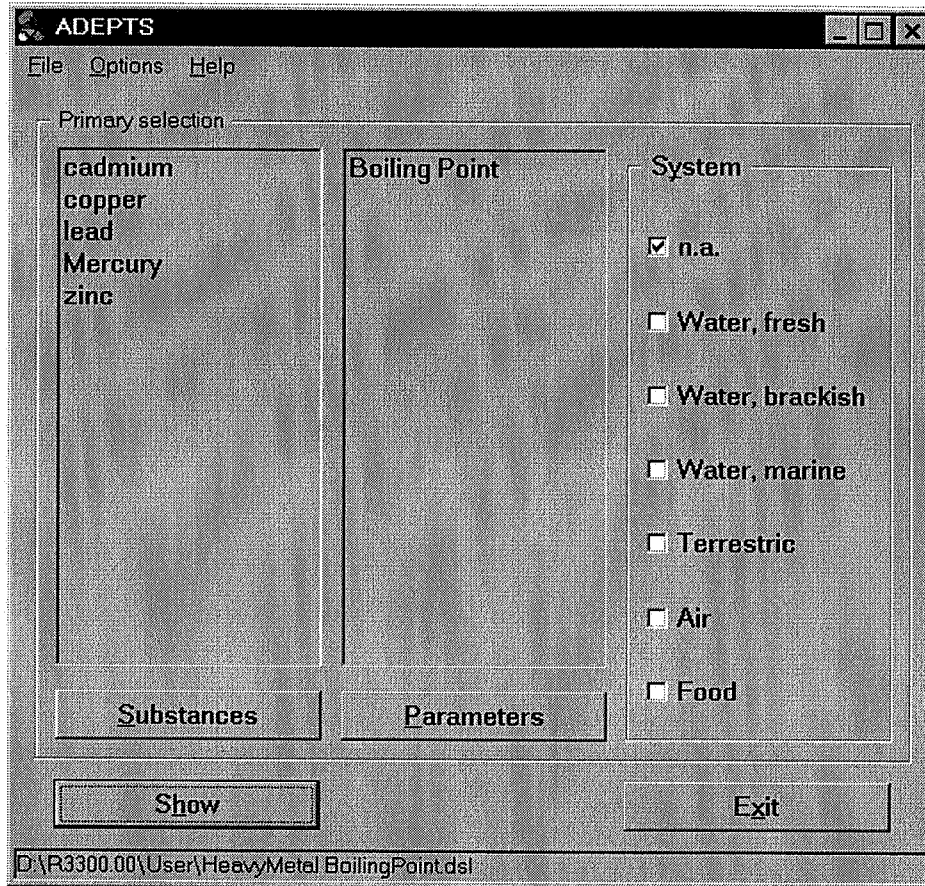 ADEPTS
File Options Help
Primary selection
cadmium
copper
lead
Mercury
zinc
Boiling Point
System
n.a.
Water, fresh
Water, brackish
Water, marine
Terrestric
Air
Food
Substances
Parameters
Show
Exit
D:\R3300.00\User\HeavyMetal BoilingPoint.dsl